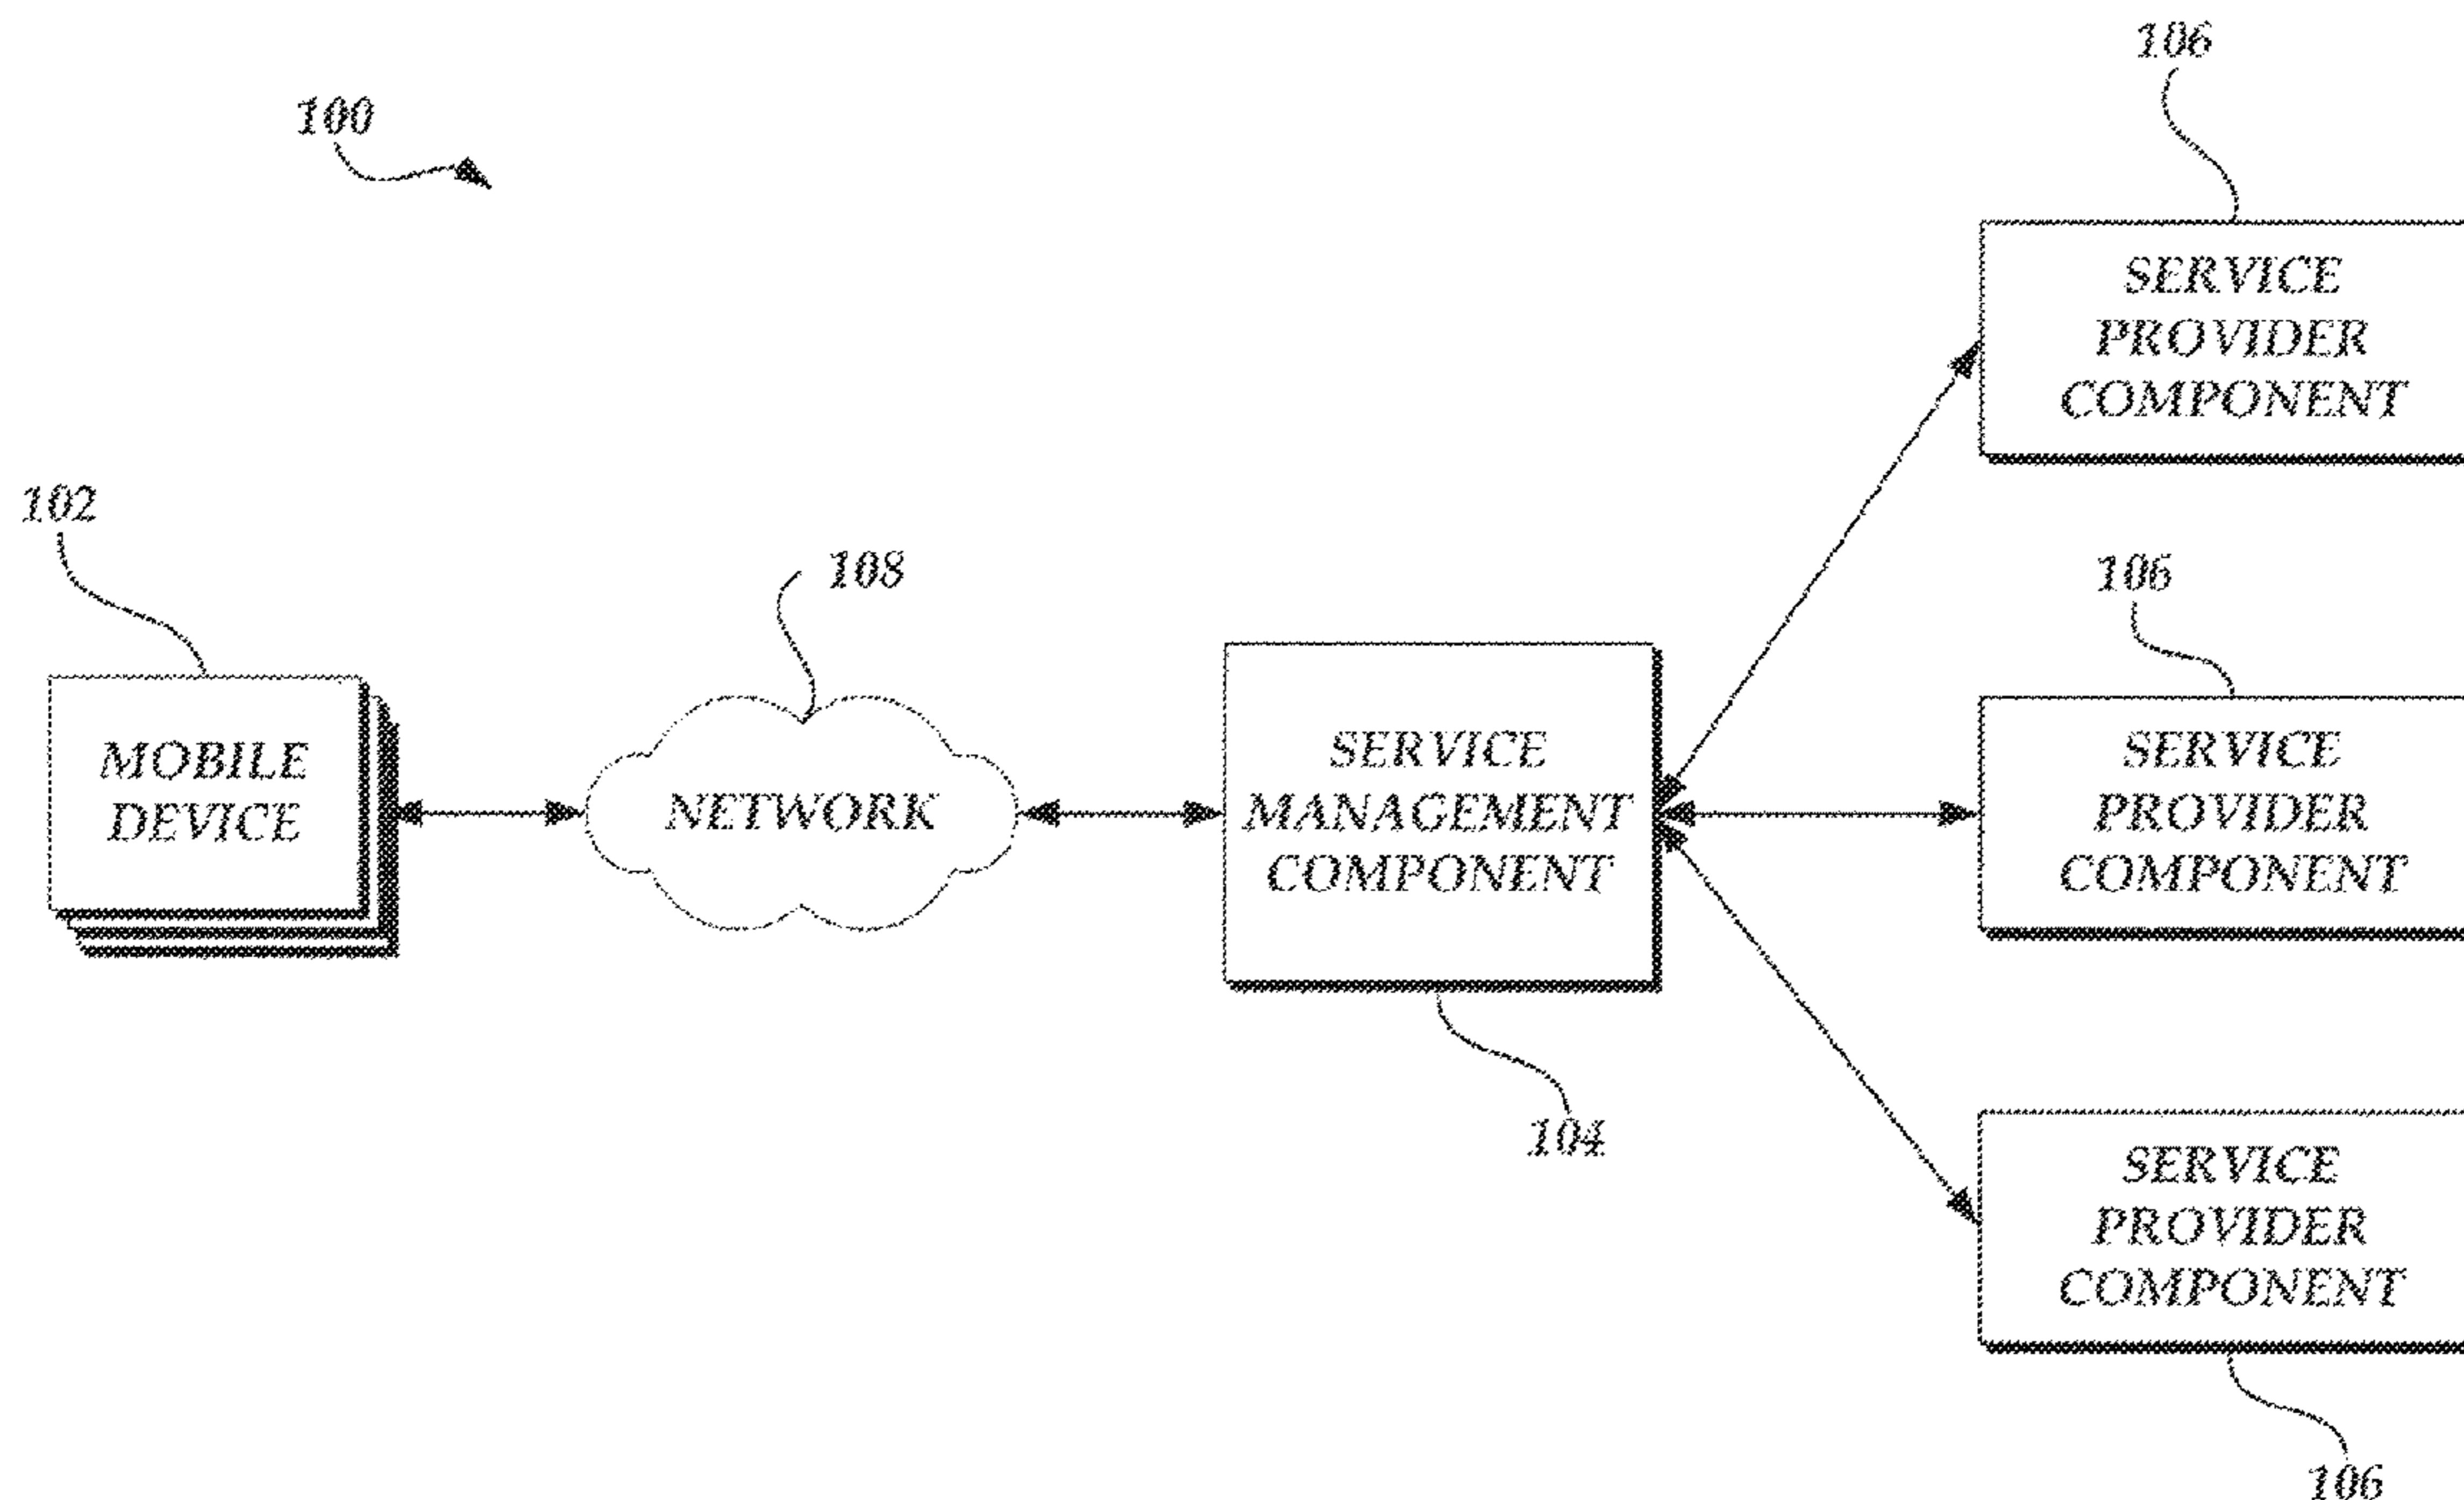 106
100
SERVICE
PROVIDER
COMPONENT
102
108
106
MOBILE
DEVICE
NETWORK
SERVICE
MANAGEMENT
COMPONENT
SERVICE
PROVIDER
COMPONENT
104
SERVICE
PROVIDER
COMPONENT
106